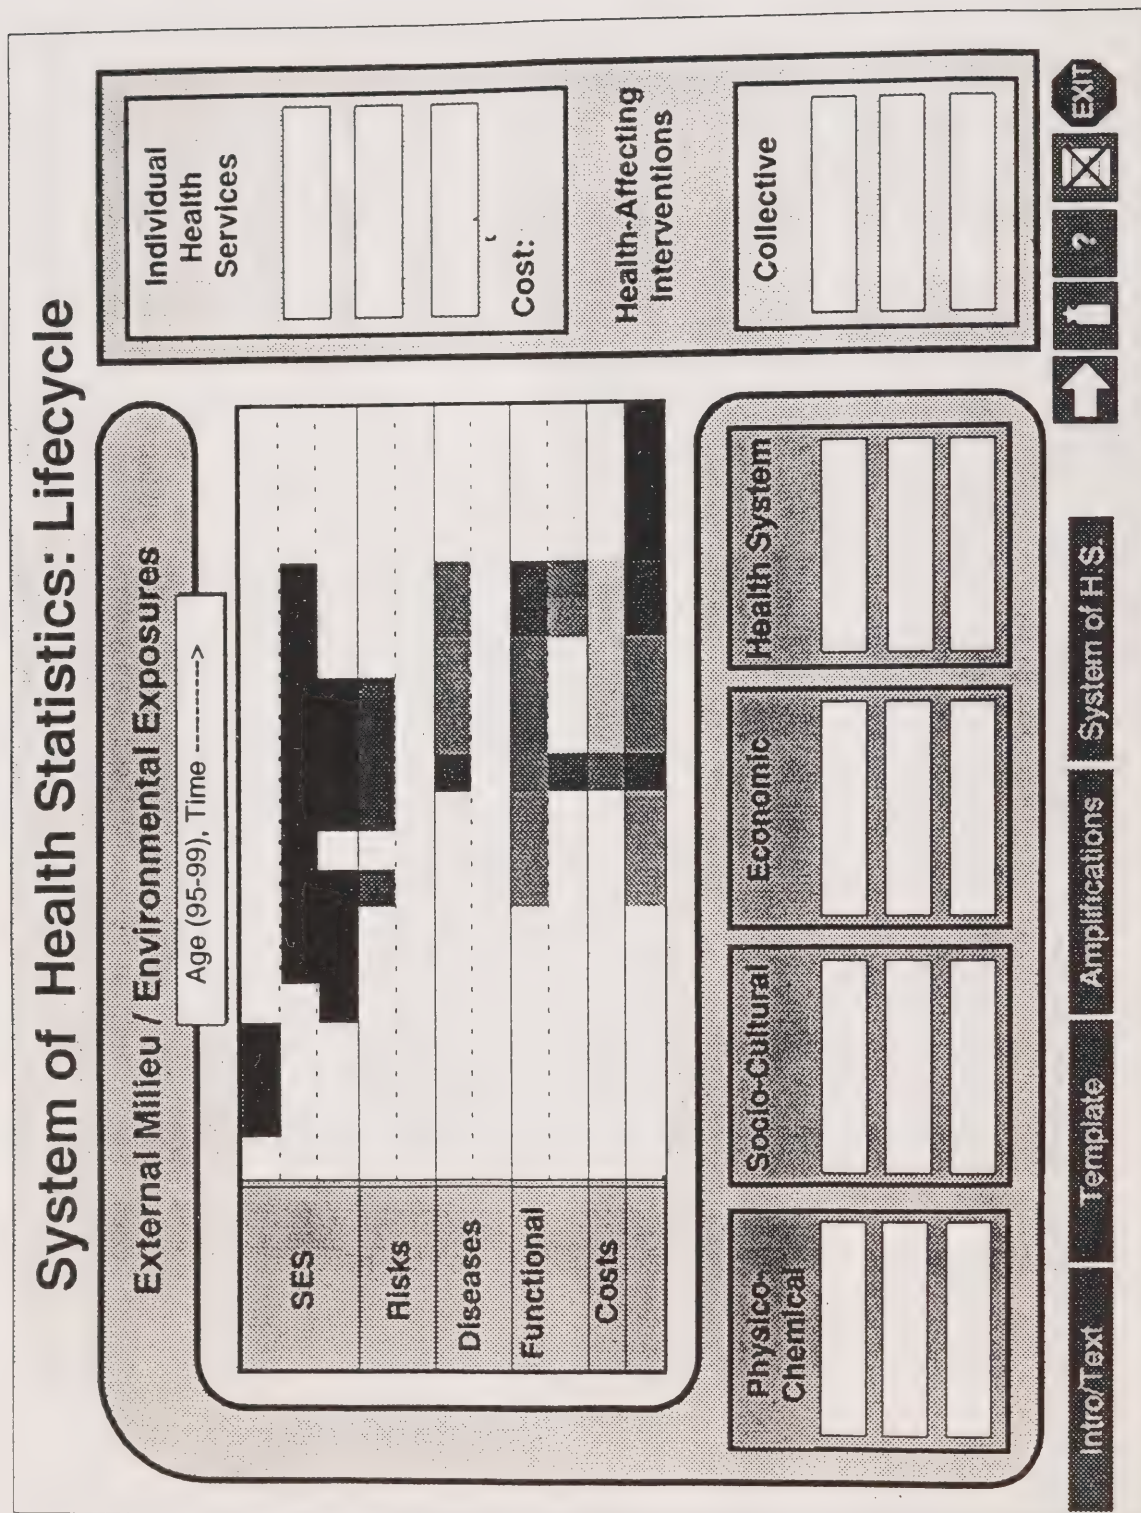 System of Health Statistics: Lifecycle
External Milieu / Environmental Exposures
Age (95-99), Time ---------->
SES
Risks
Diseases
Functional
Costs
Physico-
Chemical
Socio-Cultural
Economic
Health System
Individual
Health
Services
Cost:
Health-Affecting
Interventions
Collective
Intro/Text
Template
Amplifications
System of H.S.
?
EXIT